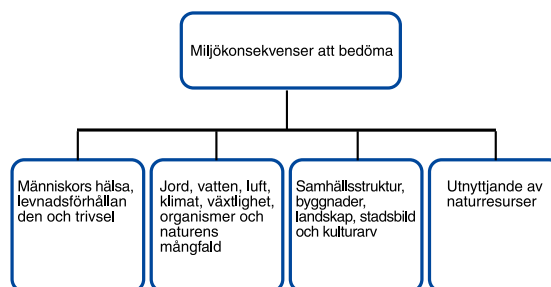 Miljökonsekvenser att bedöma
Människors hälsa,
levnadsförhållan
den och trivsel
Jord, vatten, luft,
klimat, växtlighet,
organismer och
naturens
mångfald
Samhällsstruktur,
byggnader,
landskap, stadsbild
och kulturarv
Utnyttjande av
naturresurser